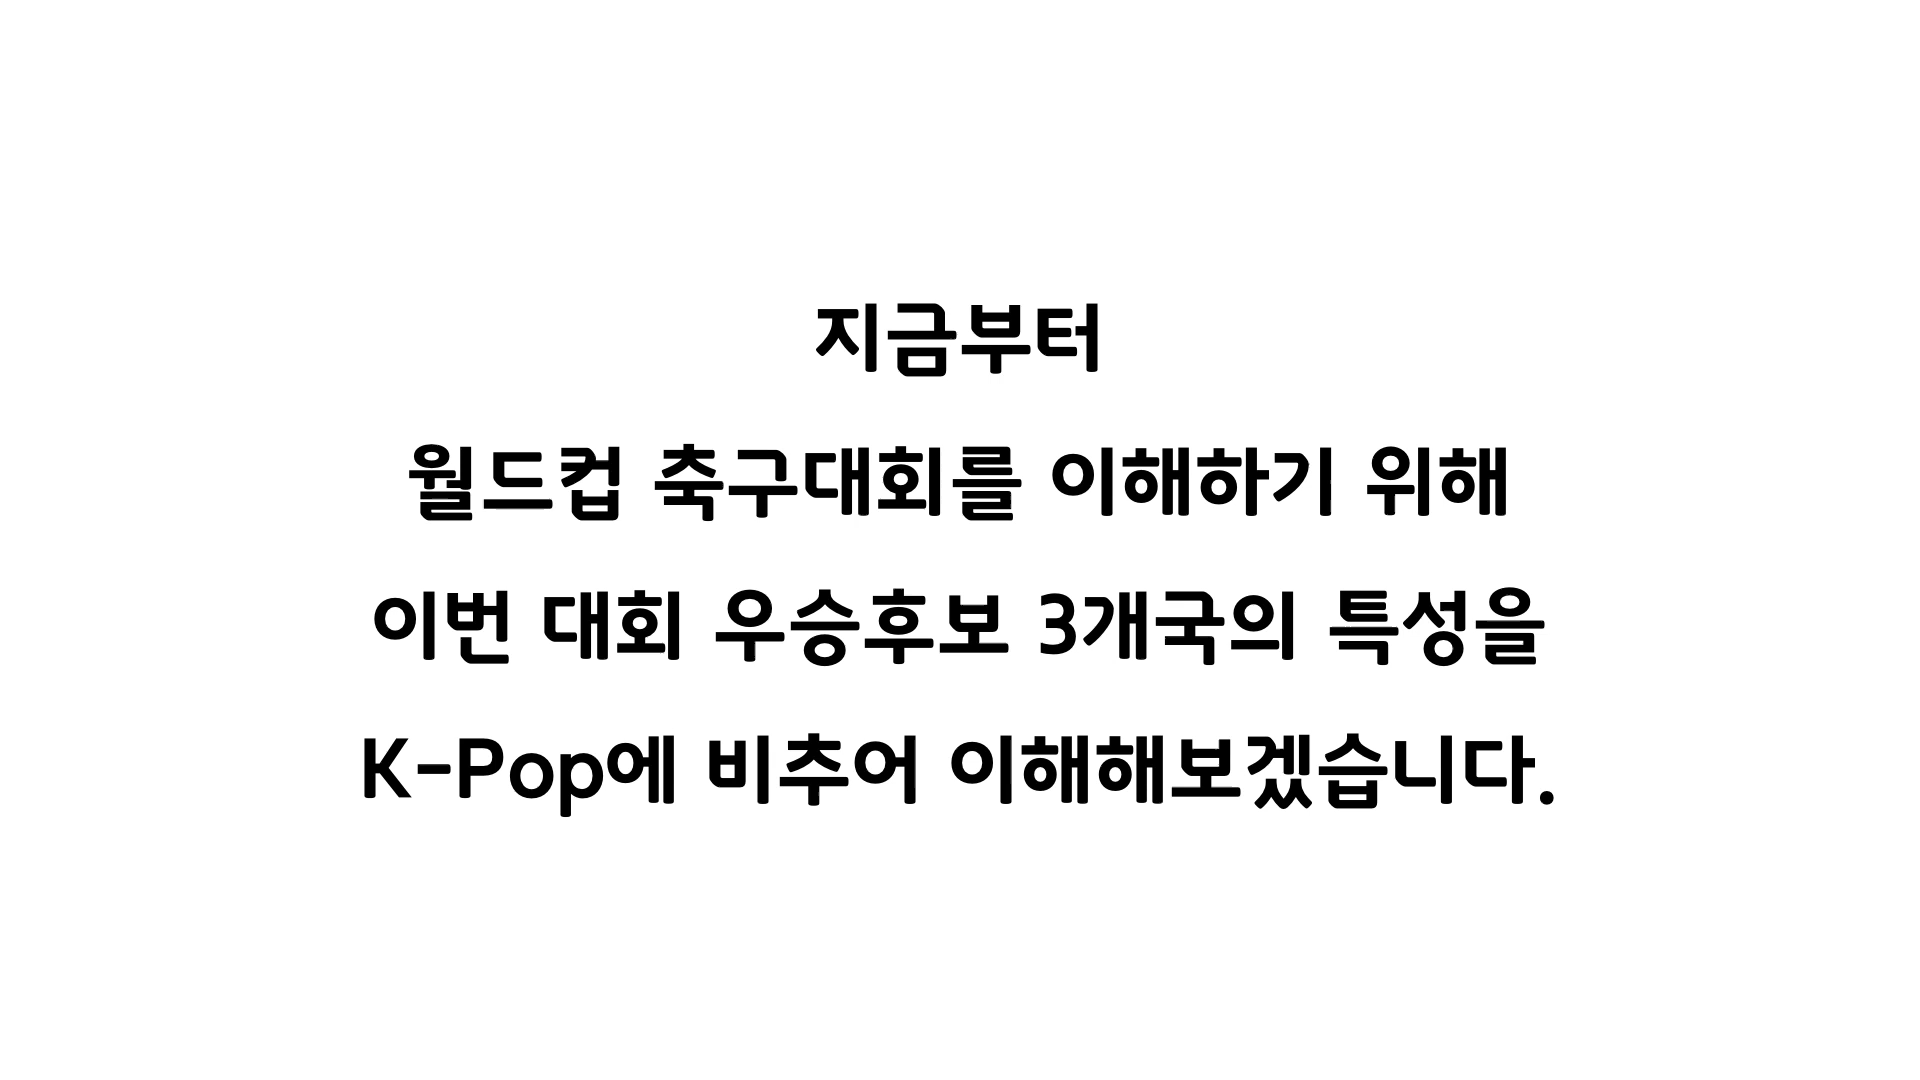 지금부터
월드컵 축구대회를 이해하기 위해
이번 대회 우승후보 3개국의 특성을
K-Pop에 비추어 이해해보겠습니다.